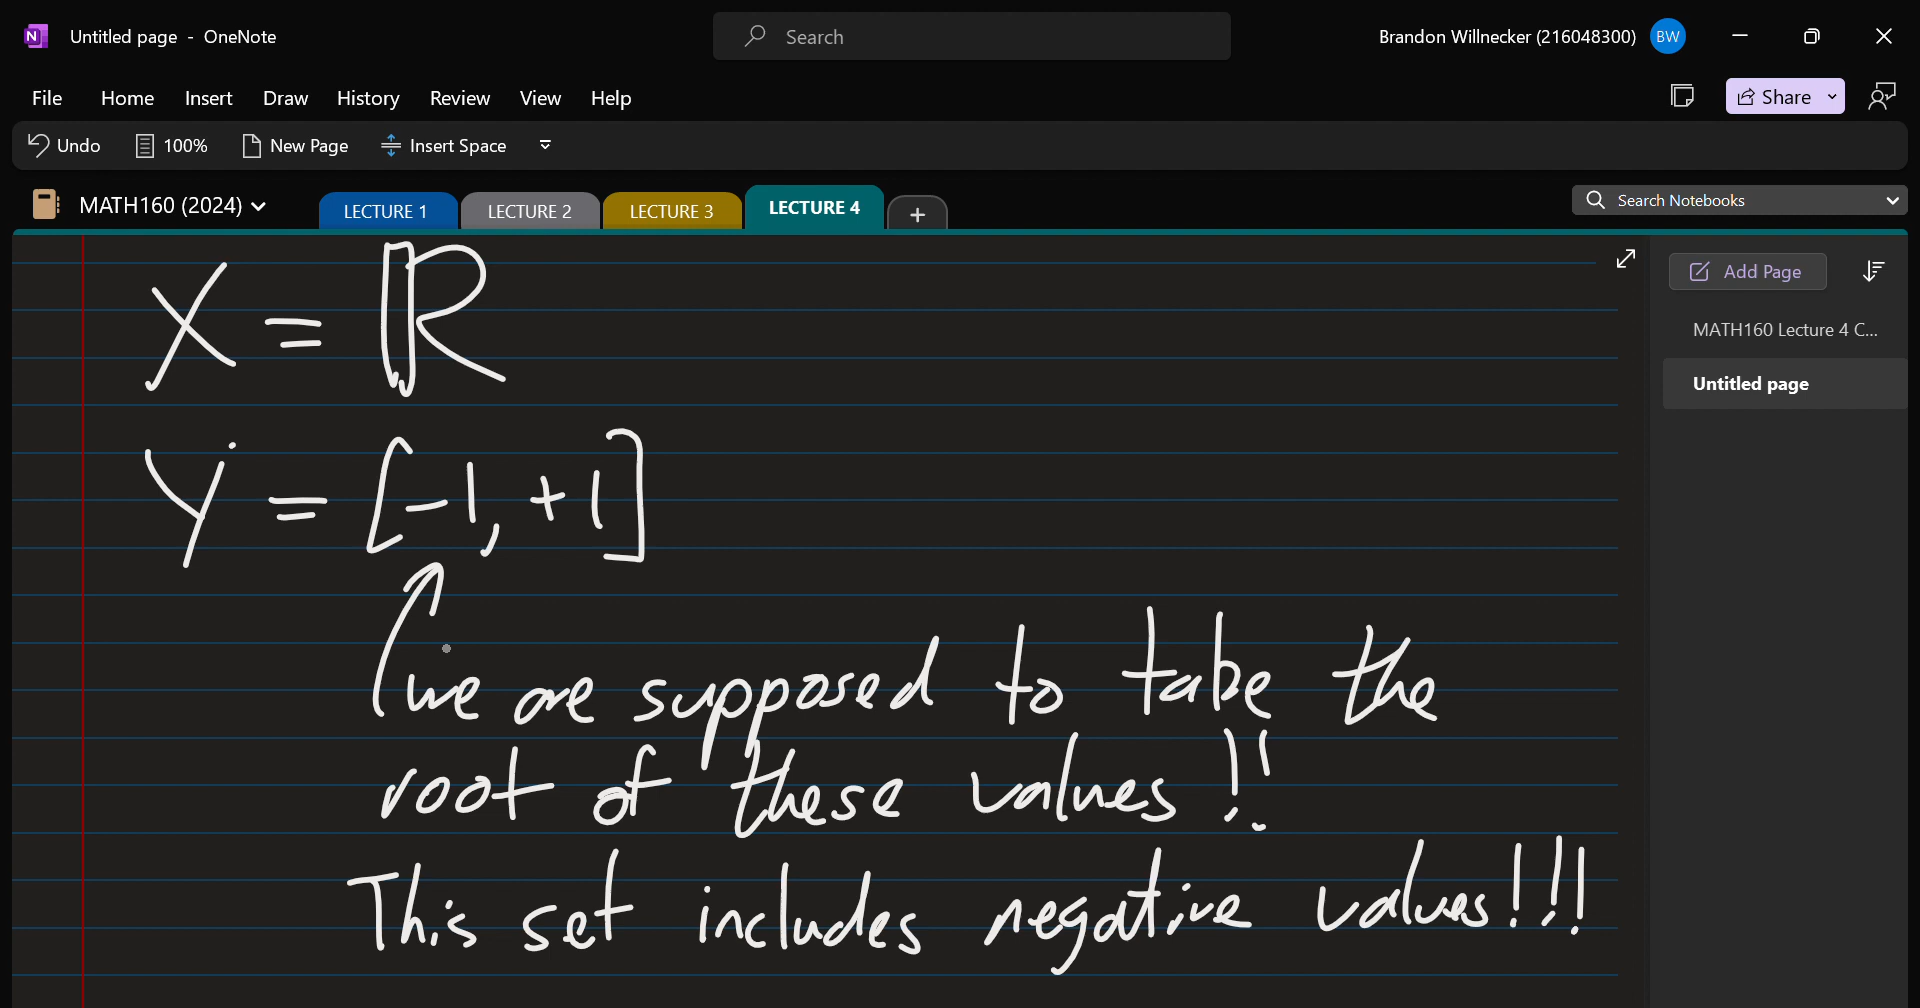 Untitled page - OneNote
Search
Brandon Willnecker (216048300)
BW
File Home Insert Draw History Review View Help
Share
Undo 100% New Page Insert Space
MATH160 (2024)
LECTURE 1
LECTURE 2
LECTURE 3
LECTURE 4
+
Search Notebooks
Add Page
MATH160 Lecture 4 C...
Untitled page
X = ℝ
Y = [-1, +1]
we are supposed to take the
root of these values!!
This set includes negative values!!!